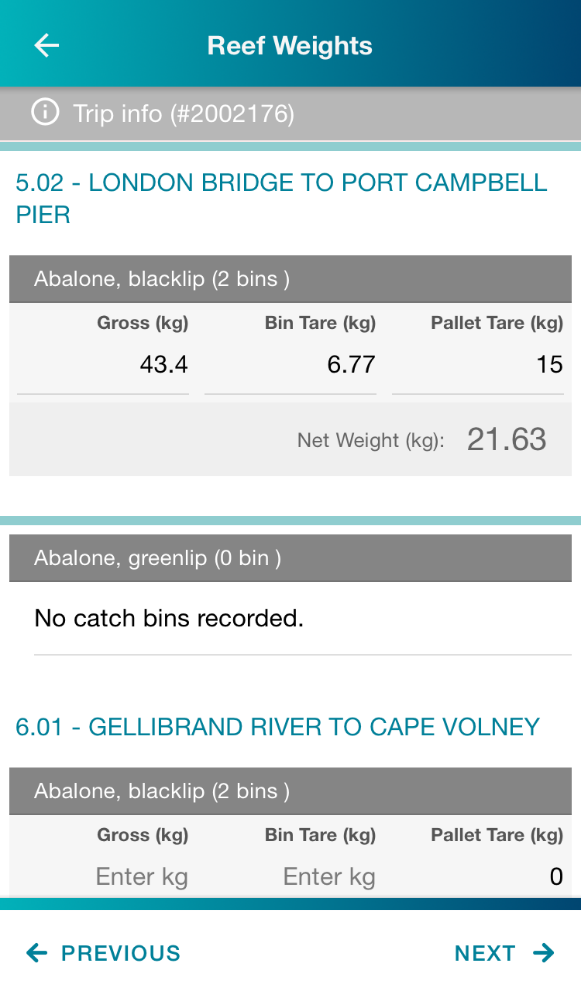 Reef Weights
Trip info (#2002176)
5.02 - LONDON BRIDGE TO PORT CAMPBELL
PIER
Abalone, blacklip (2 bins )
Gross (kg) Bin Tare (kg) Pallet Tare (kg)
43.4 6.77 15
Net Weight (kg): 21.63
Abalone, greenlip (0 bin )
No catch bins recorded.
6.01 - GELLIBRAND RIVER TO CAPE VOLNEY
Abalone, blacklip (2 bins )
Gross (kg) Bin Tare (kg) Pallet Tare (kg)
Enter kg Enter kg 0
PREVIOUS NEXT